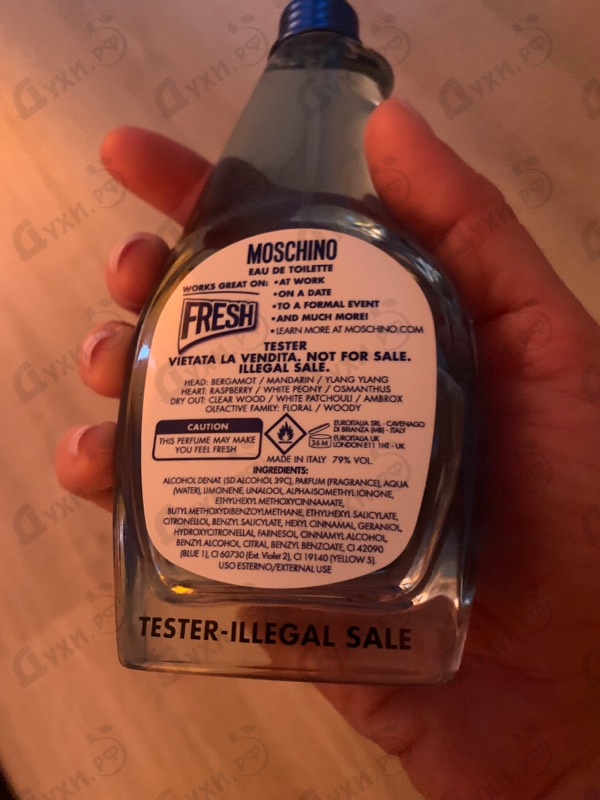 MOSCHINO
EAU DE TOILETTE
WORKS GREAT ON: •AT WORK
•ON A DATE
•TO A FORMAL EVENT
•AND MUCH MORE!
•LEARN MORE AT MOSCHINO.COM
FRESH
TESTER
VIETATA LA VENDITA. NOT FOR SALE.
ILLEGAL SALE.
HEAD: BERGAMOT / MANDARIN / YLANG YLANG
HEART: RASPBERRY / WHITE PEONY / OSMANTHUS
DRY OUT: CLEAR WOOD / WHITE PATCHOULI / AMBROX
OLFACTIVE FAMILY: FLORAL / WOODY
CAUTION
THIS PERFUME MAY MAKE
YOU FEEL FRESH
36 M
EUROITALIA SRL - CAVENAGO
DI BRIANZA (MB) - ITALY
EUROITALIA UK
LONDON E11 1HT - UK
MADE IN ITALY 79% VOL.
INGREDIENTS:
ALCOHOL DENAT. (SD ALCOHOL 39C), PARFUM (FRAGRANCE), AQUA
(WATER), LIMONENE, LINALOOL, ALPHA-ISOMETHYL IONONE,
ETHYLHEXYL METHOXYCINNAMATE,
BUTYL METHOXYDIBENZOYLMETHANE, ETHYLHEXYL SALICYLATE,
CITRONELLOL, BENZYL SALICYLATE, HEXYL CINNAMAL, GERANIOL,
HYDROXYCITRONELLAL, FARNESOL, CINNAMYL ALCOHOL,
BENZYL ALCOHOL, CITRAL, BENZYL BENZOATE, CI 42090
(BLUE 1), CI 60730 (Ext. Violet 2), CI 19140 (YELLOW 5).
USO ESTERNO/EXTERNAL USE
TESTER-ILLEGAL SALE
Духи.РФ